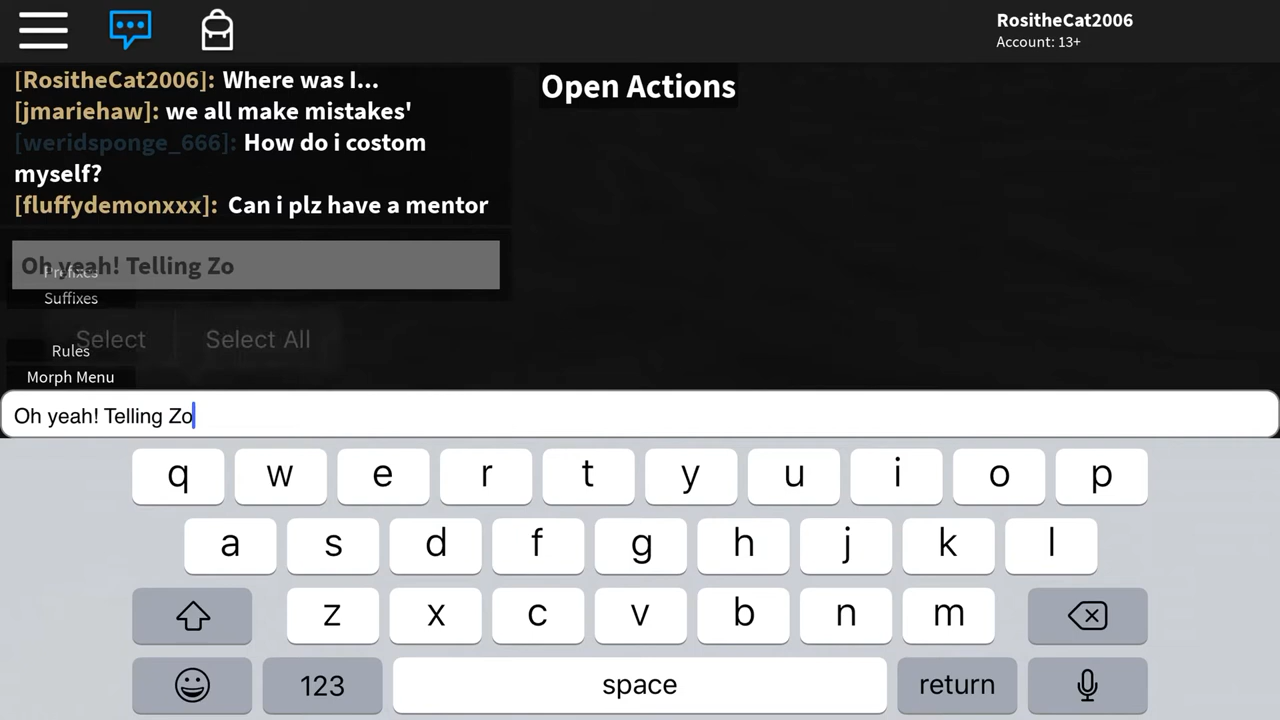 RositheCat2006
Account: 13+
[RositheCat2006]: Where was I...
[jmariehaw]: we all make mistakes'
[weridsponge_666]: How do i costom
myself?
[fluffydemonxxx]: Can i plz have a mentor
Open Actions
Oh yeah! Telling Zo
Prefixes
Suffixes
Select Select All
Rules
Morph Menu
Oh yeah! Telling Zo
q w e r t y u i o p
a s d f g h j k l
z x c v b n m
123 space return